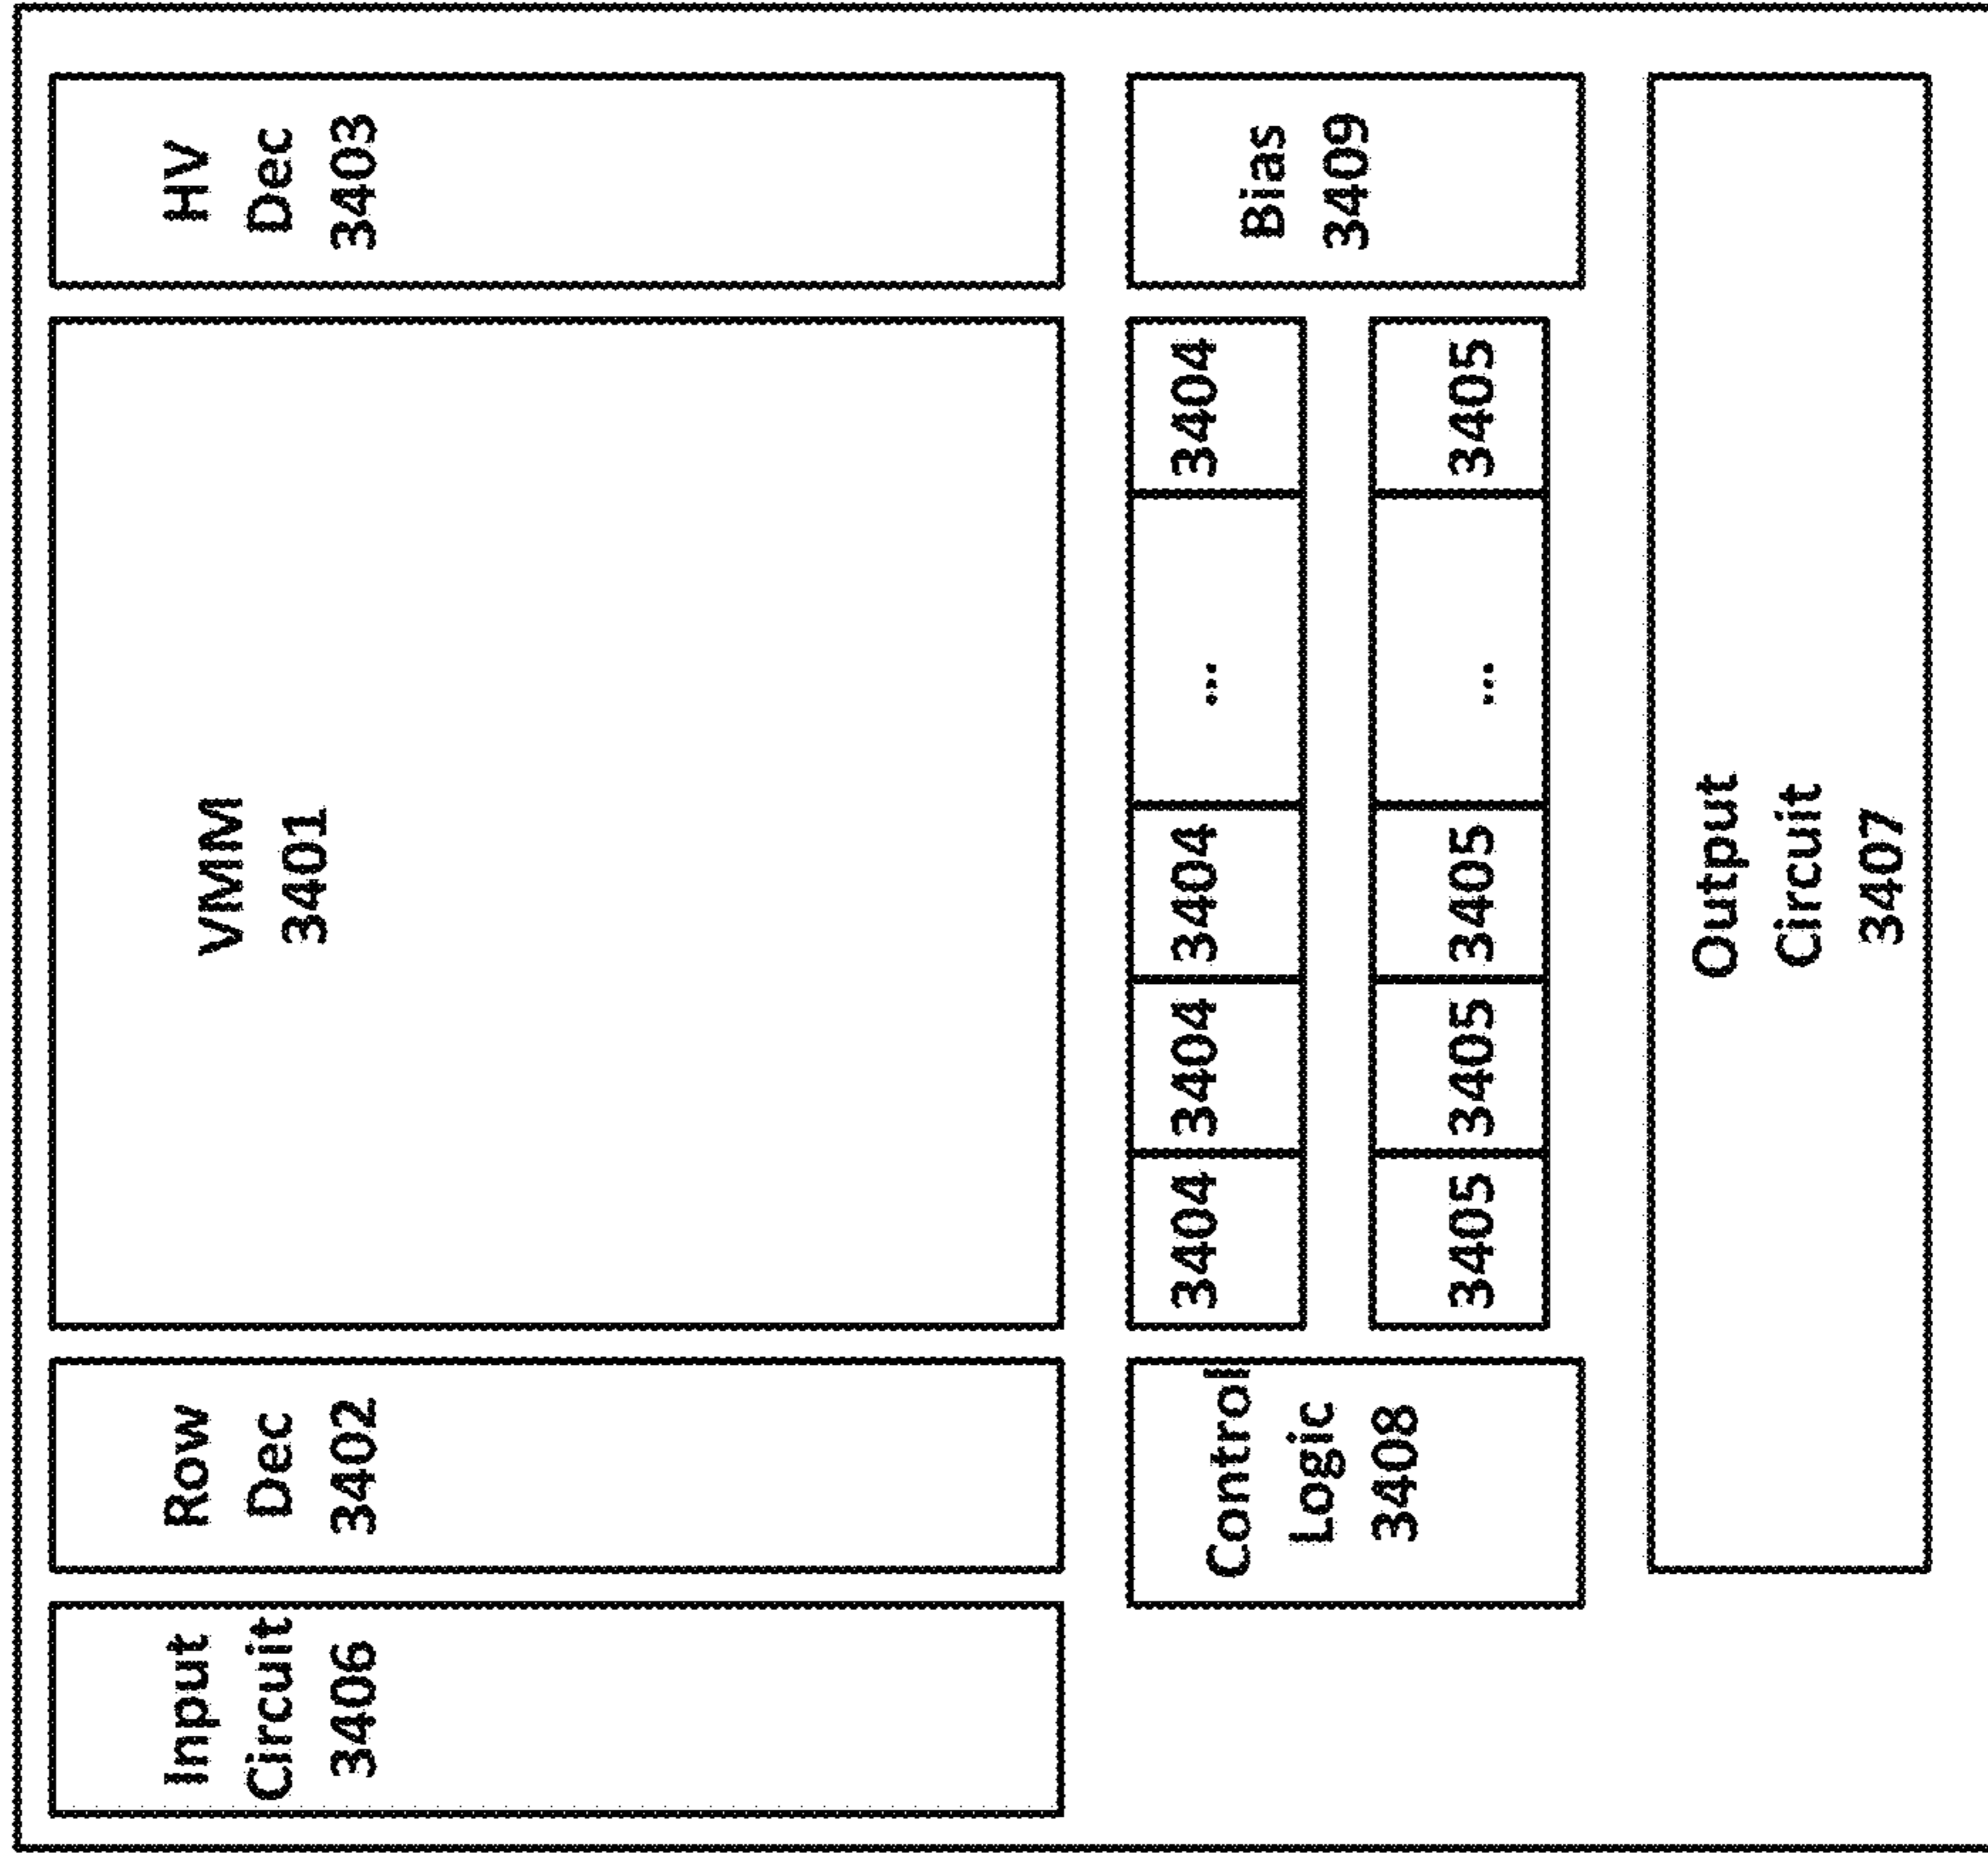 Input
Circuit
3406
Row
Dec
3402
VMM
3401
HV
Dec
3403
Control
Logic
3408
3404
3404
3404
...
3404
3405
3405
3405
...
3405
Bias
3409
Output
Circuit
3407